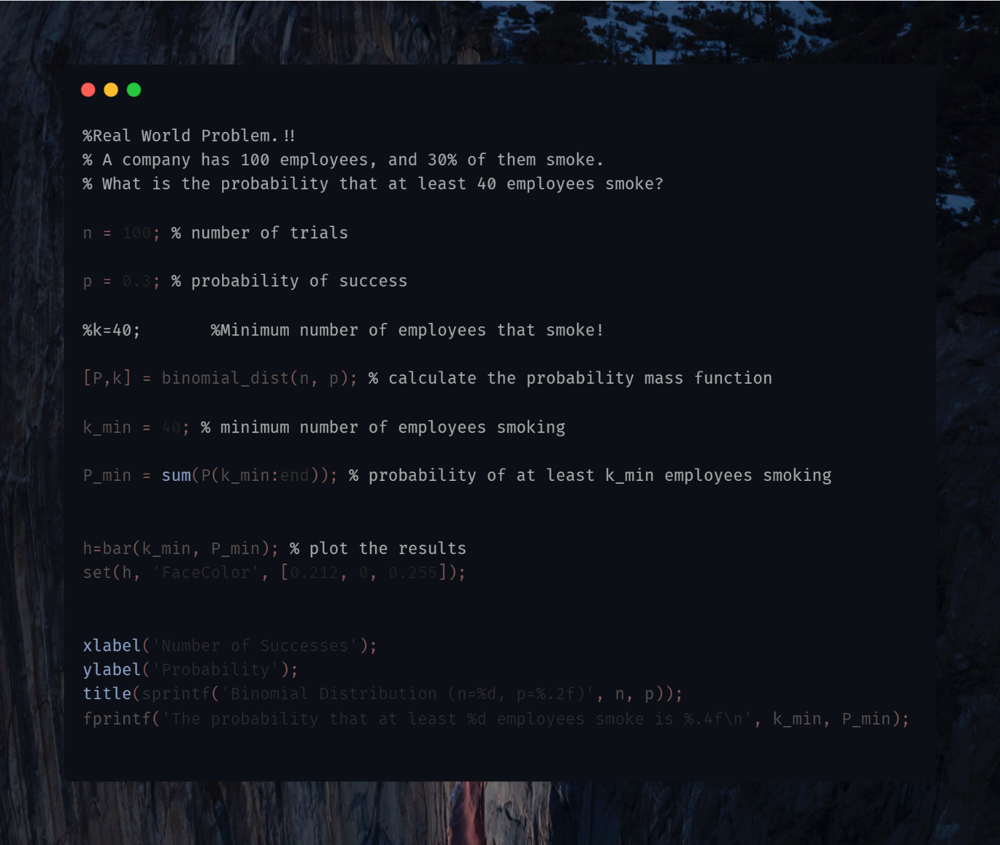 %Real World Problem.!!
% A company has 100 employees, and 30% of them smoke.
% What is the probability that at least 40 employees smoke?
n = 100; % number of trials
p = 0.3; % probability of success
%k=40;       %Minimum number of employees that smoke!
[P,k] = binomial_dist(n, p); % calculate the probability mass function
k_min = 40; % minimum number of employees smoking
P_min = sum(P(k_min:end)); % probability of at least k_min employees smoking
h=bar(k_min, P_min); % plot the results
set(h, 'FaceColor', [0.212, 0, 0.255]);
xlabel('Number of Successes');
ylabel('Probability');
title(sprintf('Binomial Distribution (n=%d, p=%.2f)', n, p));
fprintf('The probability that at least %d employees smoke is %.4f\n', k_min, P_min);